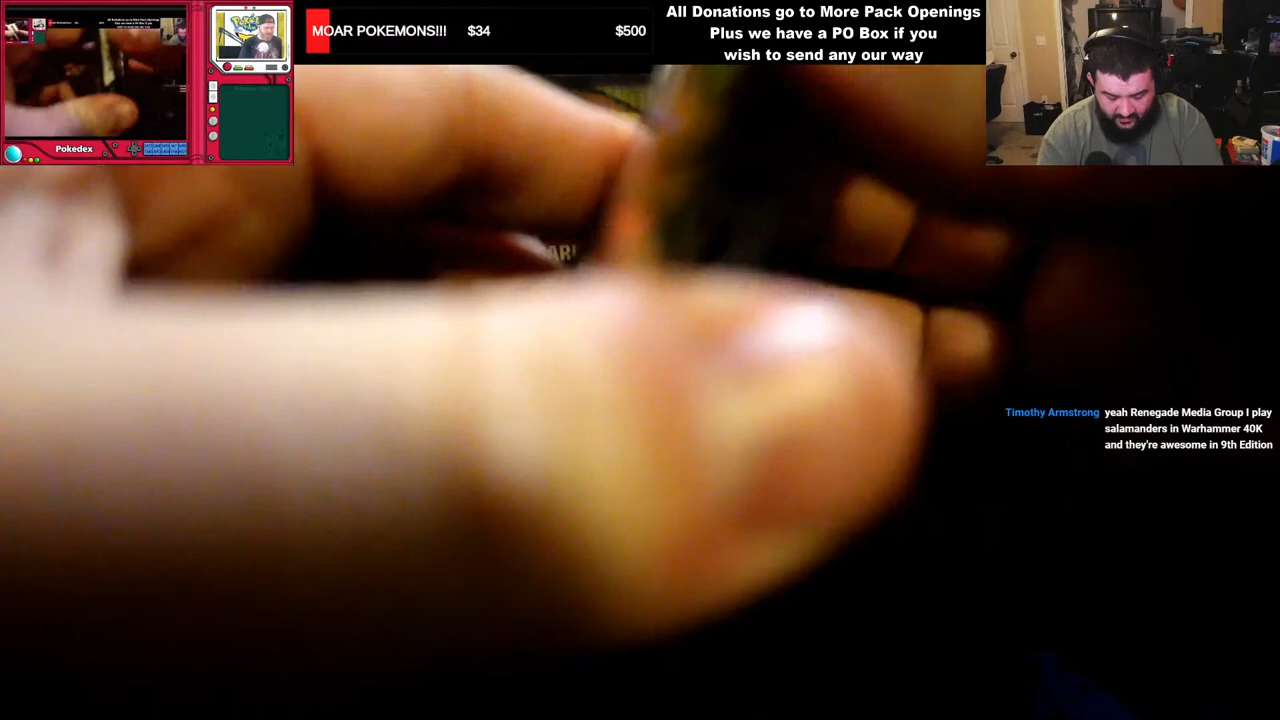 MOAR POKEMONS!!! $34 $500
All Donations go to More Pack Openings
Plus we have a PO Box if you
wish to send any our way
Pokedex
Timothy Armstrong yeah Renegade Media Group I play
salamanders in Warhammer 40K
and they're awesome in 9th Edition